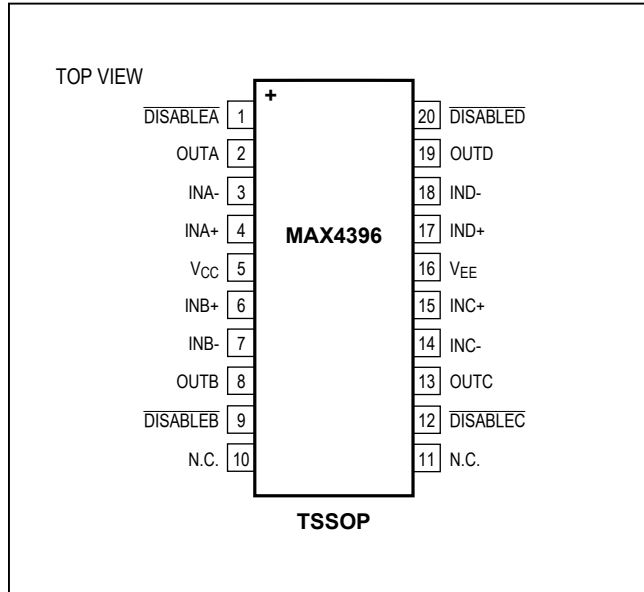 TOP VIEW
+
DISABLEA 1
OUTA 2
INA- 3
INA+ 4
VCC 5
INB+ 6
INB- 7
OUTB 8
DISABLEB 9
N.C. 10
MAX4396
20 DISABLED
19 OUTD
18 IND-
17 IND+
16 VEE
15 INC+
14 INC-
13 OUTC
12 DISABLEC
11 N.C.
TSSOP